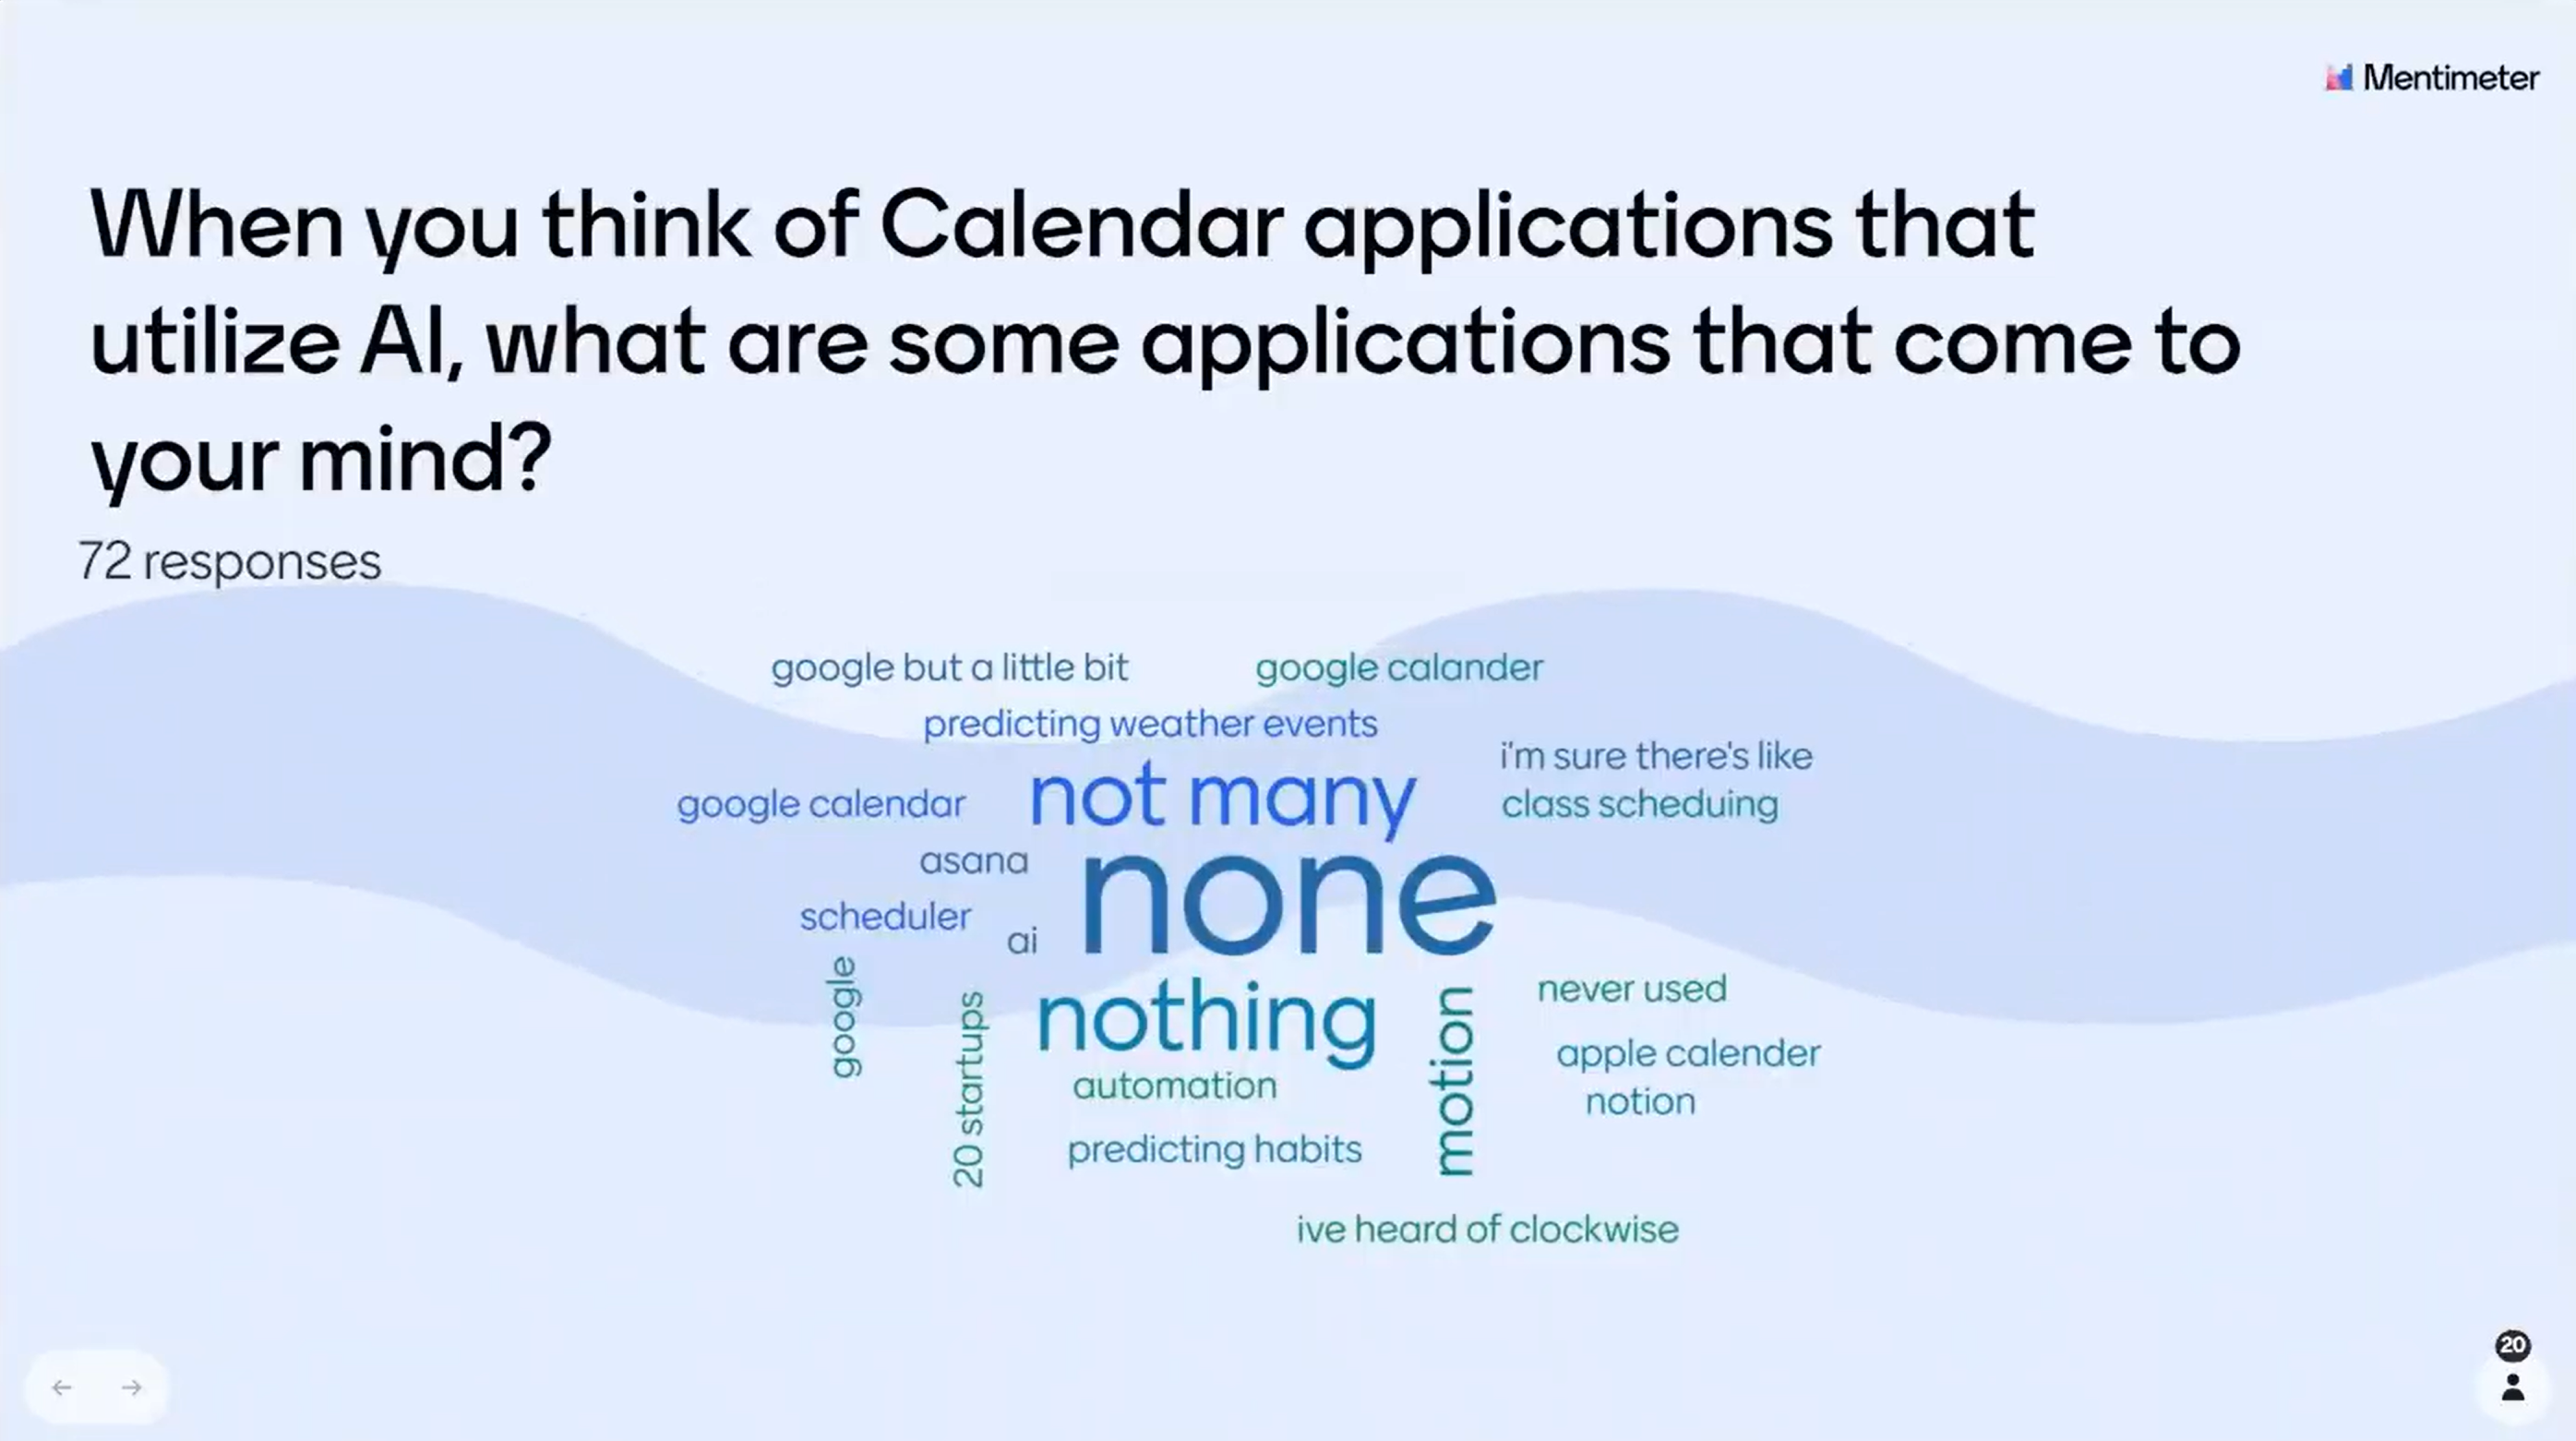 Mentimeter
When you think of Calendar applications that
utilize AI, what are some applications that come to
your mind?
72 responses
google but a little bit
google calander
predicting weather events
i'm sure there's like
google calendar
not many
class scheduing
asana
none
scheduler
ai
google
20 startups
nothing
motion
never used
apple calender
automation
notion
predicting habits
ive heard of clockwise
20